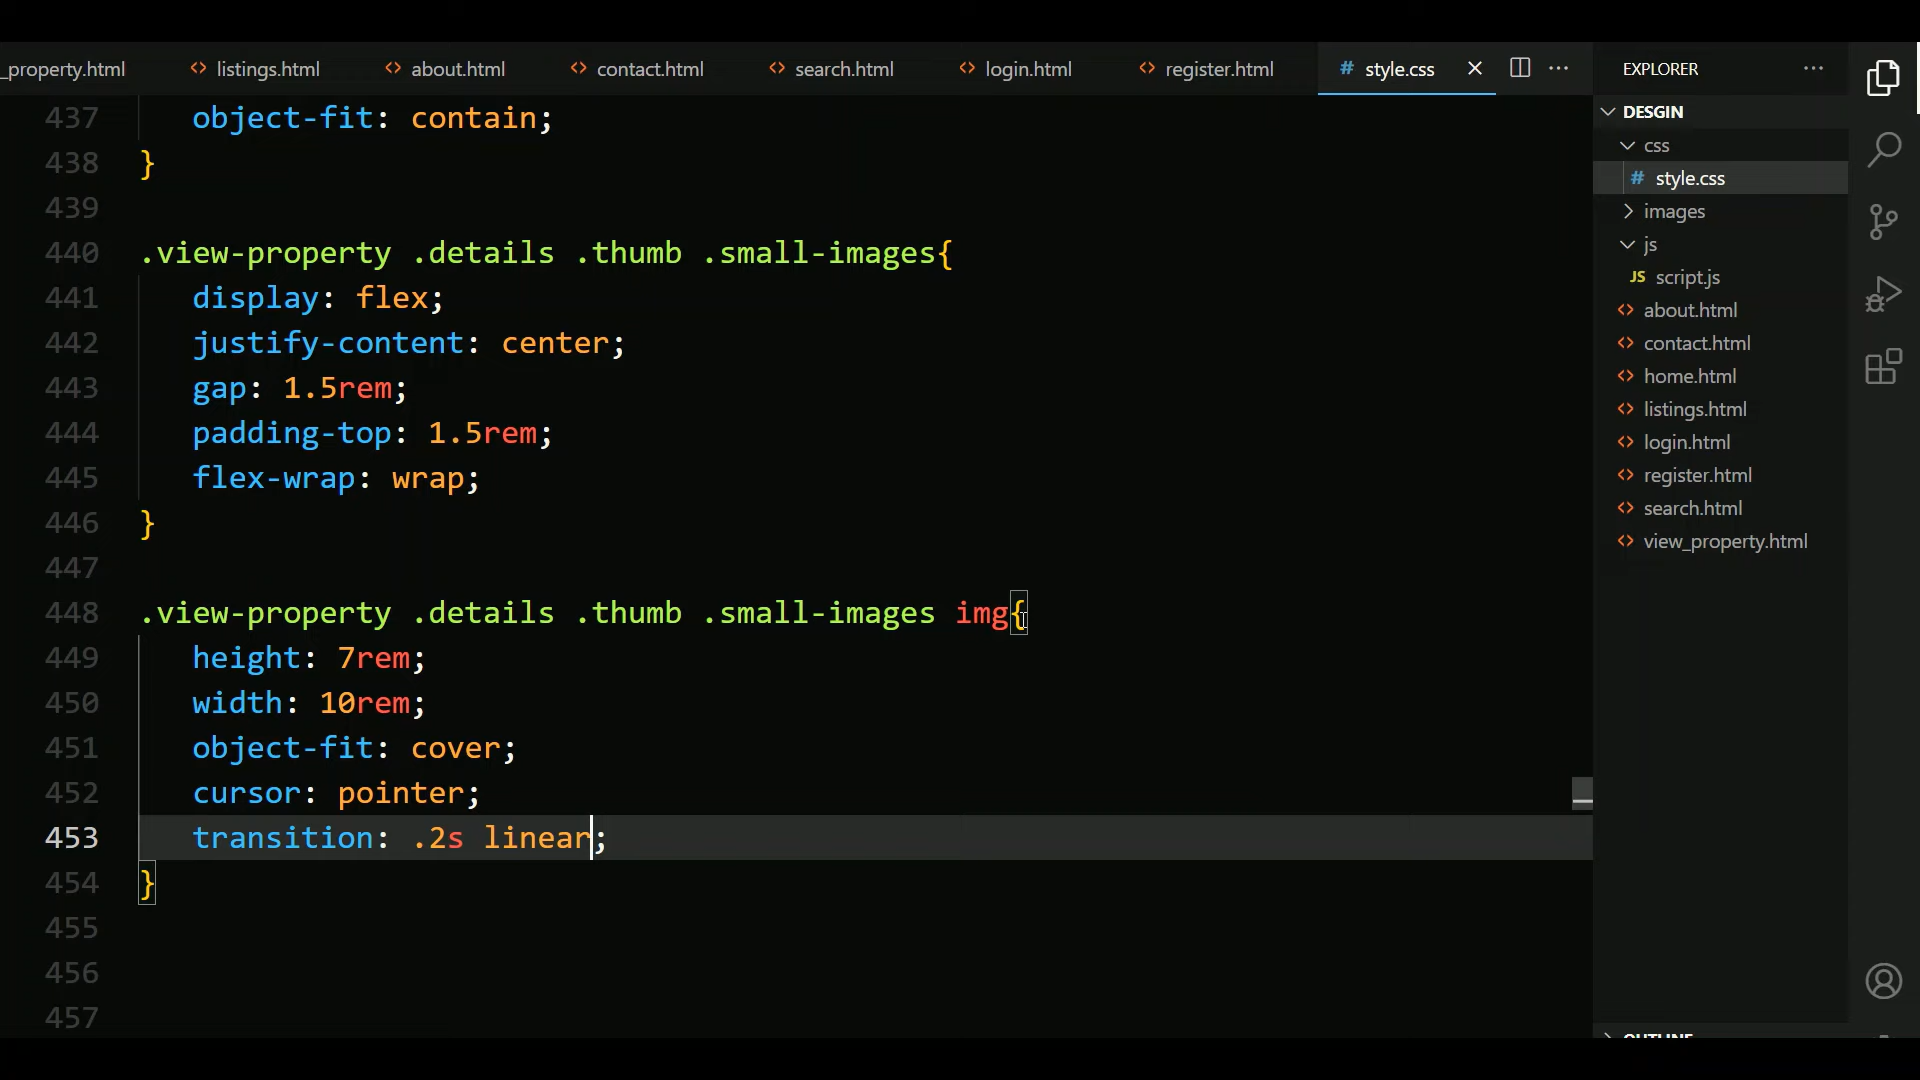 _property.html listings.html about.html contact.html search.html login.html register.html # style.css
EXPLORER
437 object-fit: contain;
438 }
439
440 .view-property .details .thumb .small-images{
441 display: flex;
442 justify-content: center;
443 gap: 1.5rem;
444 padding-top: 1.5rem;
445 flex-wrap: wrap;
446 }
447
448 .view-property .details .thumb .small-images img{
449 height: 7rem;
450 width: 10rem;
451 object-fit: cover;
452 cursor: pointer;
453 transition: .2s linear;
454 }
455
456
457
DESGIN
css
# style.css
images
js
JS script.js
about.html
contact.html
home.html
listings.html
login.html
register.html
search.html
view_property.html
OUTLINE